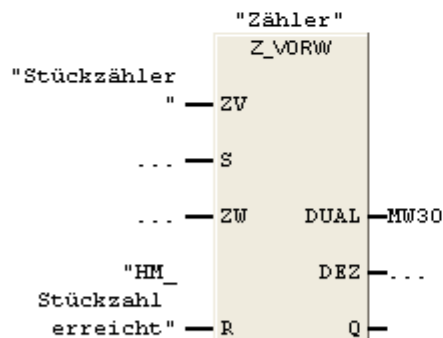 "Zähler"
Z_VORW
"Stückzähler
" ZV
... S
... ZW DUAL MW30
"HM_ DEZ ...
Stückzahl
erreicht" R Q